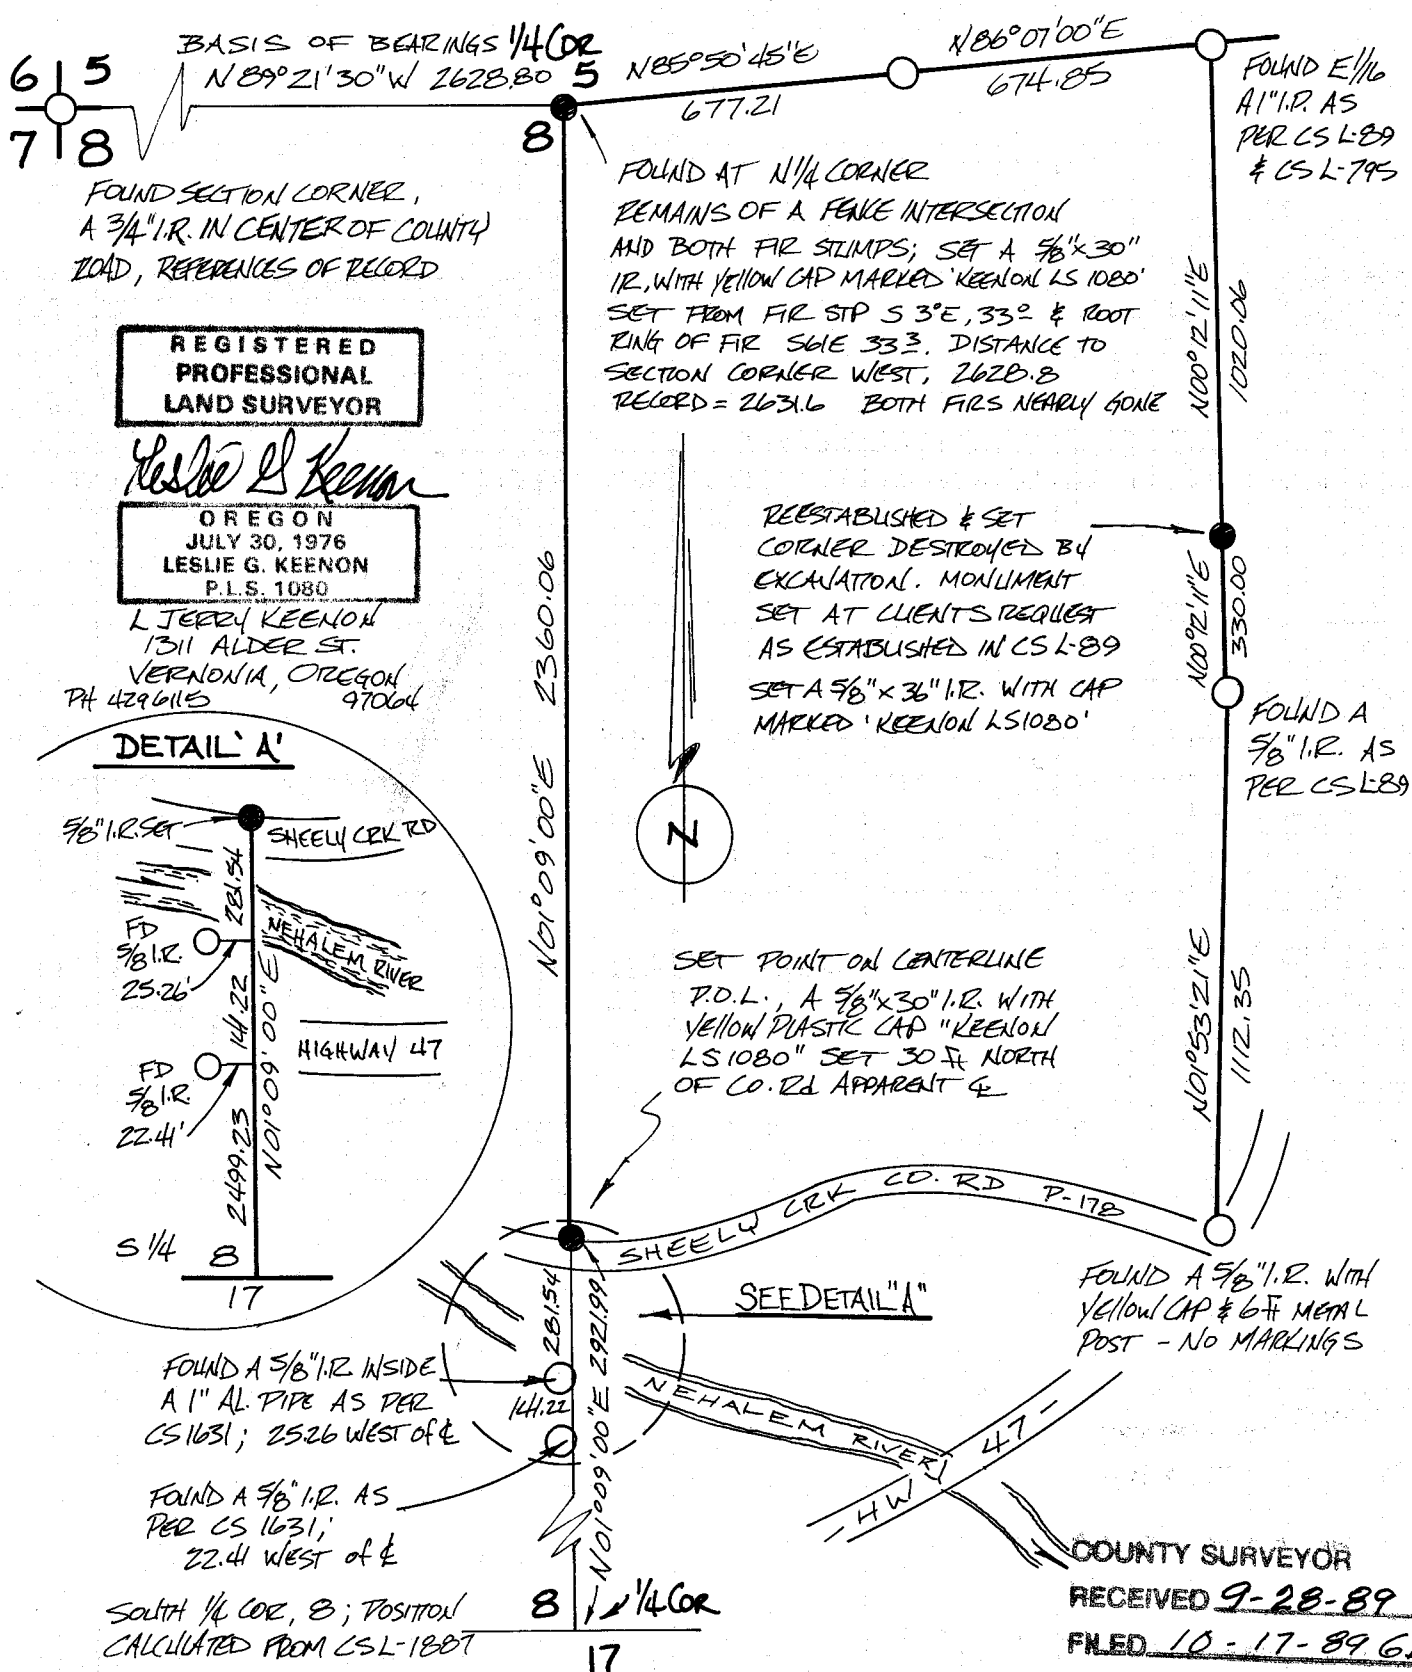 BASIS OF BEARINGS 1/4 COR
N 89°21'30"W 2628.80
6 5
7 8
5
8
N85°50'45"E
677.21
N86°07'00"E
674.85
FOUND E 1/16
A 1" I.P. AS
PER CS L-89
& CS L-795
FOUND SECTION CORNER,
A 3/4" I.R. IN CENTER OF COUNTY
ROAD, REFERENCES OF RECORD
FOUND AT N 1/4 CORNER
REMAINS OF A FENCE INTERSECTION
AND BOTH FIR STUMPS; SET A 5/8"x30"
IR, WITH YELLOW CAP MARKED 'KEENON LS 1080'
SET FROM FIR STP S 3°E, 33⁰ & ROOT
RING OF FIR S61E 33³. DISTANCE TO
SECTION CORNER WEST, 2628.8
RECORD = 2631.6 BOTH FIRS NEARLY GONE
REGISTERED
PROFESSIONAL
LAND SURVEYOR
Leslie G Keenon
OREGON
JULY 30, 1976
LESLIE G. KEENON
P.L.S. 1080
L JERRY KEENON
1311 ALDER ST.
VERNONIA, OREGON
PH 4296115 97064
N00°12'11"E
1020.06
REESTABLISHED & SET
CORNER DESTROYED BY
EXCAVATION. MONUMENT
SET AT CLIENTS REQUEST
AS ESTABLISHED IN CS L-89
SET A 5/8" x 36" I.R. WITH CAP
MARKED 'KEENON LS1080'
N00°12'11"E
330.00
FOUND A
5/8" I.R. AS
PER CS L-89
N01°09'00"E 2360.06
N
DETAIL 'A'
5/8" I.R. SET
SHEELY CRK RD
281.54
FD
5/8 I.R.
25.26'
NEHALEM RIVER
141.22
N01°09'00"E
HIGHWAY 47
FD
5/8 I.R.
22.41'
2499.23
S 1/4 8
17
SET POINT ON CENTERLINE
P.O.L., A 5/8"x30" I.R. WITH
YELLOW PLASTIC CAP "KEENON
LS 1080" SET 30 FT NORTH
OF CO. Rd APPARENT ℄
N01°53'21"E
1112.35
SHEELY CRK CO. RD P-178
281.54
SEE DETAIL "A"
FOUND A 5/8" I.R. WITH
YELLOW CAP & 6 FT METAL
POST - NO MARKINGS
FOUND A 5/8" I.R. INSIDE
A 1" AL. PIPE AS PER
CS 1631; 25.26 WEST of ℄
141.22
N01°09'00"E 2921.99
NEHALEM RIVER
HW 47
FOUND A 5/8" I.R. AS
PER CS 1631;
22.41 WEST of ℄
SOUTH 1/4 COR, 8; POSITION
CALCULATED FROM CS L-1887
8 1/4 COR
17
COUNTY SURVEYOR
RECEIVED 9-28-89
FILED 10-17-89